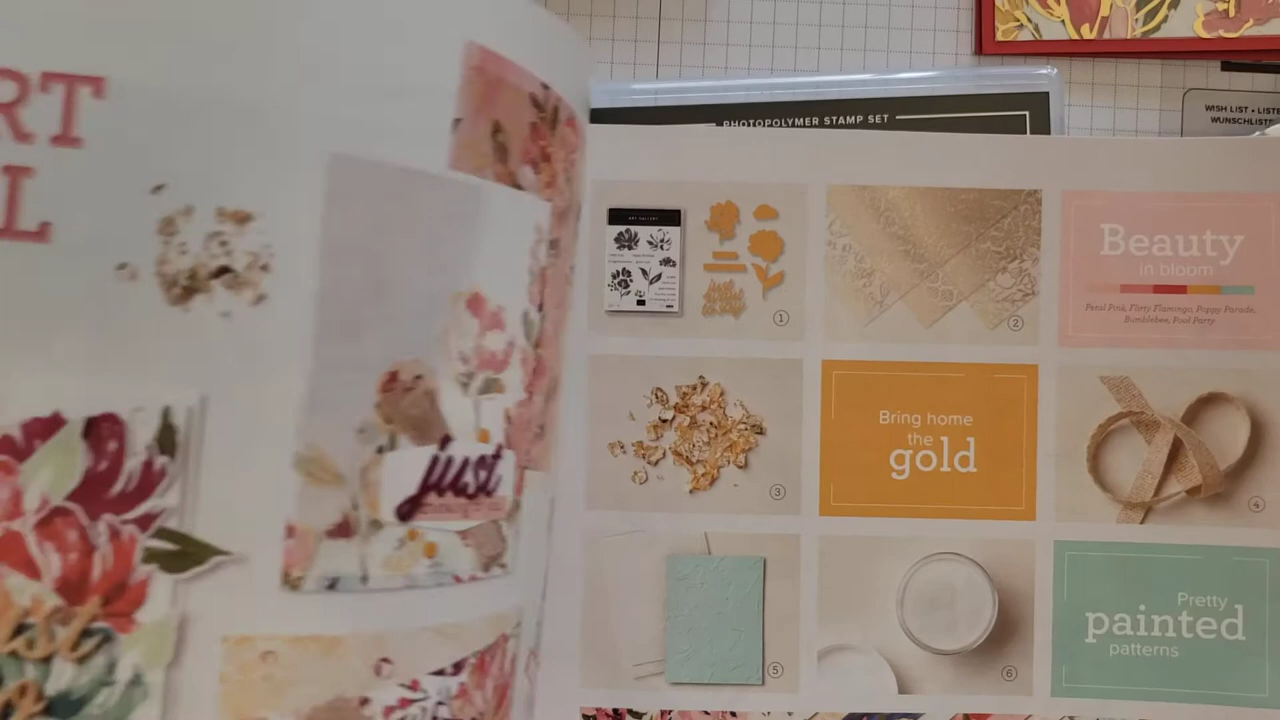 RT
L
just
PHOTOPOLYMER STAMP SET
WISH LIST • LISTE
WUNSCHLISTE
ART GALLERY
①
②
Beauty
in bloom
Petal Pink, Flirty Flamingo, Poppy Parade,
Bumblebee, Pool Party
③
Bring home
the
gold
④
⑤
⑥
Pretty
painted
patterns